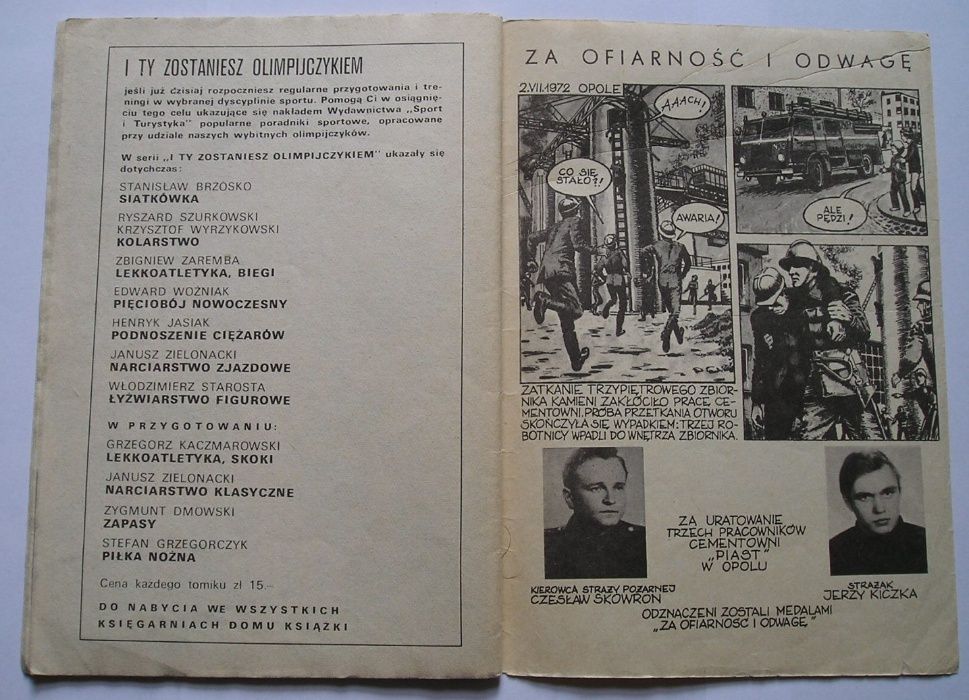 I TY ZOSTANIESZ OLIMPIJCZYKIEM
jeśli już dzisiaj rozpoczniesz regularne przygotowania i tre-
ningi w wybranej dyscyplinie sportu. Pomogą Ci w osiągnię-
ciu tego celu ukazujące się nakładem Wydawnictwa „Sport
i Turystyka" popularne poradniki sportowe, opracowane
przy udziale naszych wybitnych olimpijczyków.
W serii „I TY ZOSTANIESZ OLIMPIJCZYKIEM" ukazały się
dotychczas:
STANISŁAW BRZOSKO
SIATKÓWKA
RYSZARD SZURKOWSKI
KRZYSZTOF WYRZYKOWSKI
KOLARSTWO
ZBIGNIEW ZAREMBA
LEKKOATLETYKA, BIEGI
EDWARD WOŹNIAK
PIĘCIOBÓJ NOWOCZESNY
HENRYK JASIAK
PODNOSZENIE CIĘŻARÓW
JANUSZ ZIELONACKI
NARCIARSTWO ZJAZDOWE
WŁODZIMIERZ STAROSTA
ŁYŻWIARSTWO FIGUROWE
W PRZYGOTOWANIU:
GRZEGORZ KACZMAROWSKI
LEKKOATLETYKA, SKOKI
JANUSZ ZIELONACKI
NARCIARSTWO KLASYCZNE
ZYGMUNT DMOWSKI
ZAPASY
STEFAN GRZEGORCZYK
PIŁKA NOŻNA
Cena każdego tomiku zł 15.–
DO NABYCIA WE WSZYSTKICH
KSIĘGARNIACH DOMU KSIĄŻKI
ZA OFIARNOŚĆ I ODWAGĘ
2.VII.1972 OPOLE
AAACH!
CO SIĘ
STAŁO?!
AWARIA!
ALE
PĘDZI!
ZATKANIE TRZYPIĘTROWEGO ZBIOR-
NIKA KAMIENI ZAKŁÓCIŁO PRACĘ CE-
MENTOWNI. PRÓBA PRZETKANIA OTWORU
SKOŃCZYŁA SIĘ WYPADKIEM: TRZEJ RO-
BOTNICY WPADLI DO WNĘTRZA ZBIORNIKA.
ZA URATOWANIE
TRZECH PRACOWNIKÓW
CEMENTOWNI
„PIAST"
W OPOLU
KIEROWCA STRAŻY POŻARNEJ
CZESŁAW SKOWRON
STRAŻAK
JERZY KICZKA
ODZNACZENI ZOSTALI MEDALAMI
„ZA OFIARNOŚĆ I ODWAGĘ"